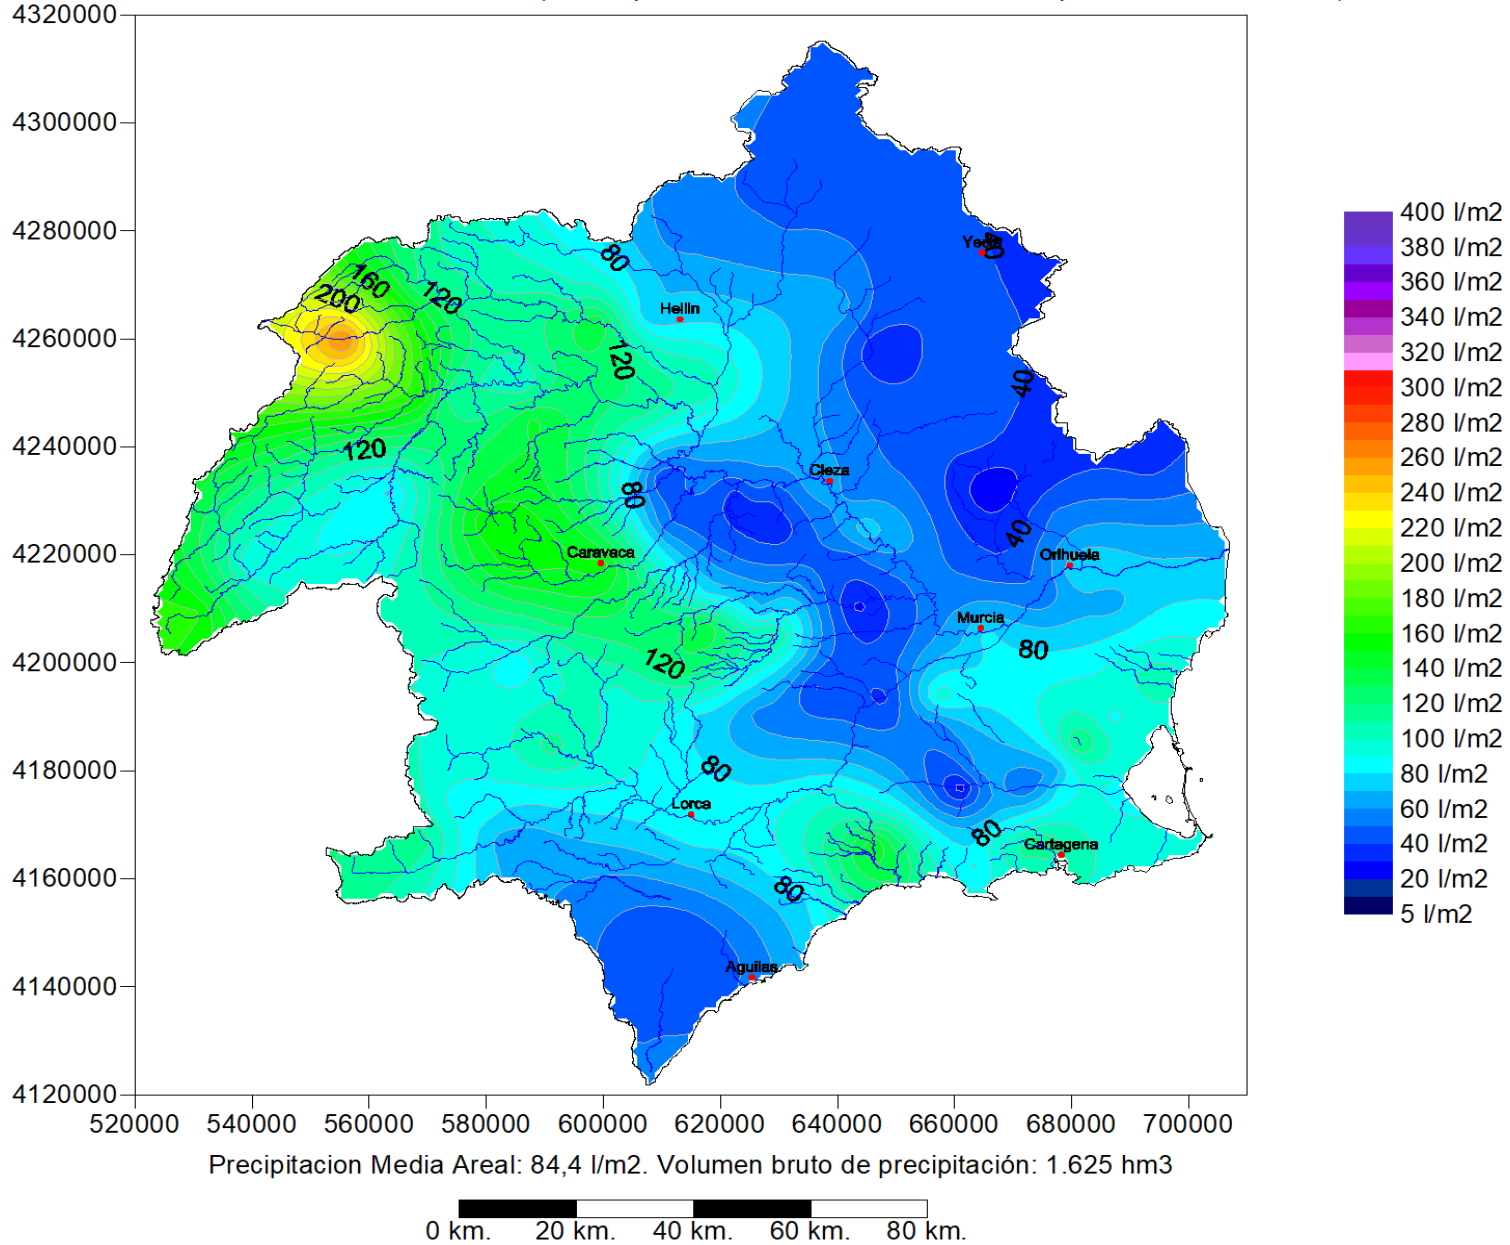 4320000
4300000
4280000
4260000
4240000
4220000
4200000
4180000
4160000
4140000
4120000
520000 540000 560000 580000 600000 620000 640000 660000 680000 700000
80
160
200
120
Hellin
120
40
120
Cieza
80
40
Orihuela
Caravaca
Murcia
120
80
80
Lorca
80
Cartagena
80
Aguilas
400 l/m2
380 l/m2
360 l/m2
340 l/m2
320 l/m2
300 l/m2
280 l/m2
260 l/m2
240 l/m2
220 l/m2
200 l/m2
180 l/m2
160 l/m2
140 l/m2
120 l/m2
100 l/m2
80 l/m2
60 l/m2
40 l/m2
20 l/m2
5 l/m2
Precipitacion Media Areal: 84,4 l/m2. Volumen bruto de precipitación: 1.625 hm3
0 km. 20 km. 40 km. 60 km. 80 km.